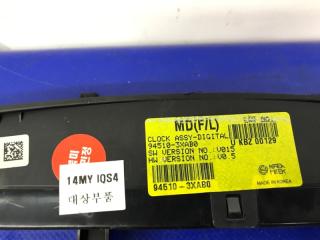 MD(F/L)
CLOCK ASSY-DIGITAL
94510-3XAB0 U KBZ 00129
SW VERSION NO.:V015
HW VERSION NO.:V0.5
94510-3XAB0
MADE IN KOREA
14MY IQS4
대상부품